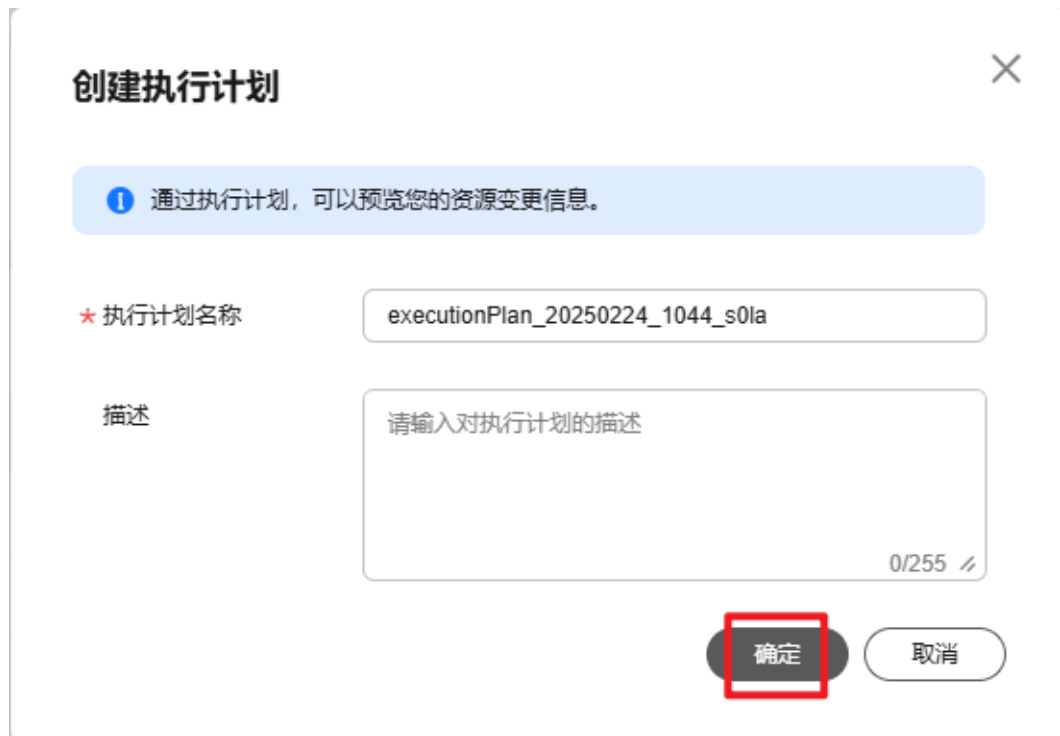 创建执行计划
通过执行计划，可以预览您的资源变更信息。
* 执行计划名称
executionPlan_20250224_1044_s0la
描述
请输入对执行计划的描述
0/255
确定
取消